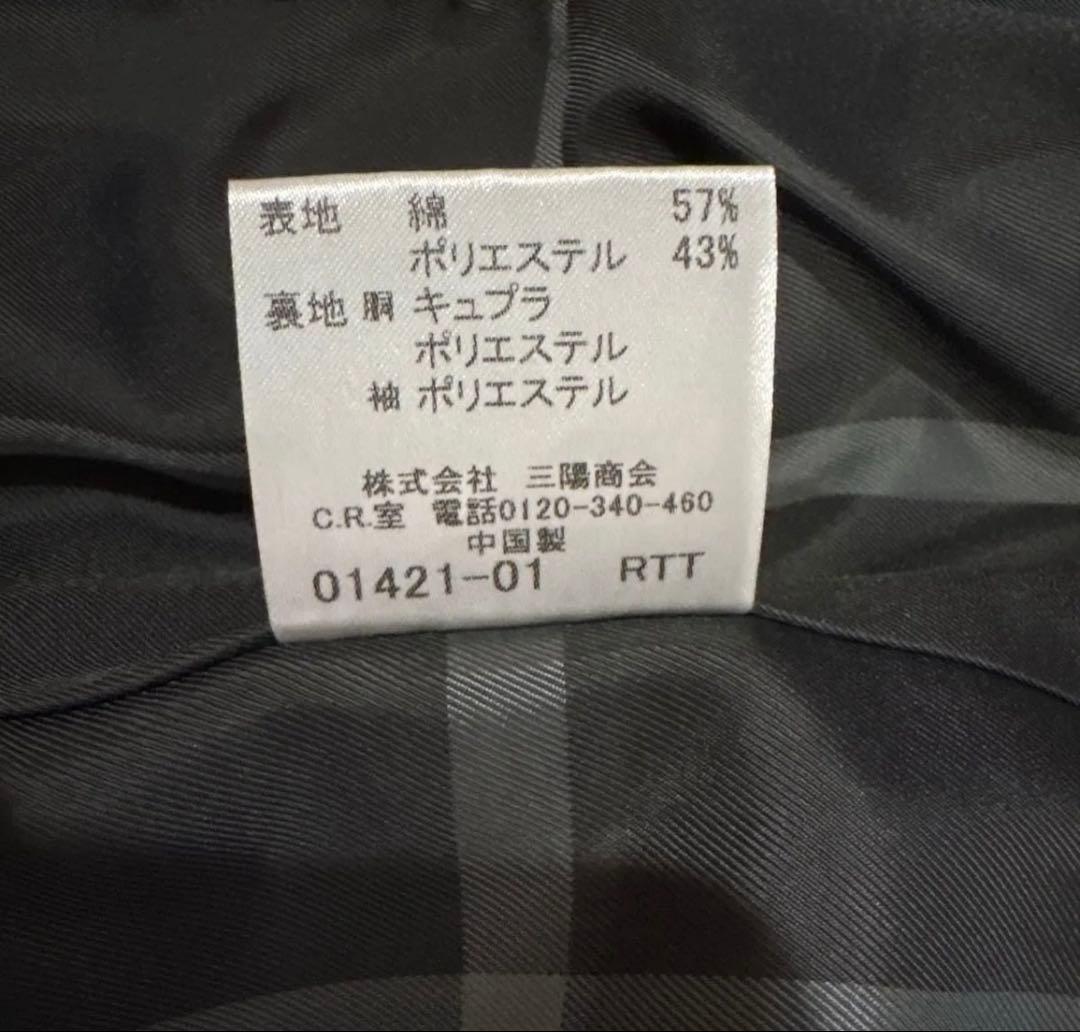 表地 綿 57%
ポリエステル 43%
裏地 胴 キュプラ
ポリエステル
袖 ポリエステル
株式会社 三陽商会
C.R.室 電話0120-340-460
中国製
01421-01 RTT